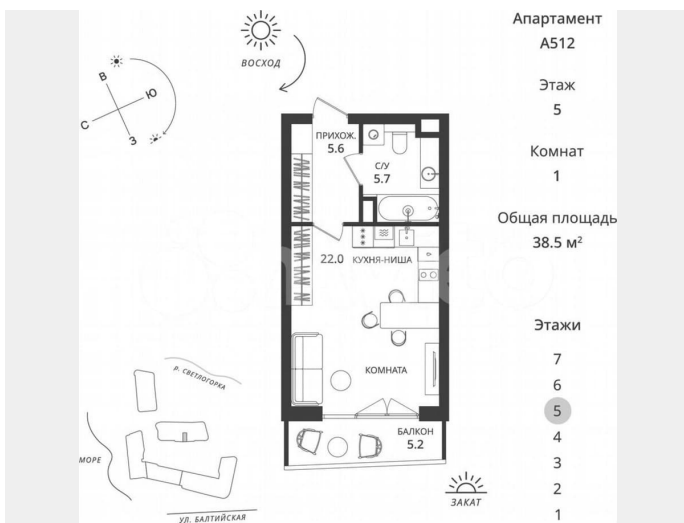 ВОСХОД
В
Ю
С
З
ПРИХОЖ.
5.6
С/У
5.7
22.0 КУХНЯ-НИША
КОМНАТА
БАЛКОН
5.2
ЗАКАТ
Р. СВЕТЛОГОРКА
МОРЕ
УЛ. БАЛТИЙСКАЯ
Апартамент
А512
Этаж
5
Комнат
1
Общая площадь
38.5 м²
Этажи
7
6
5
4
3
2
1